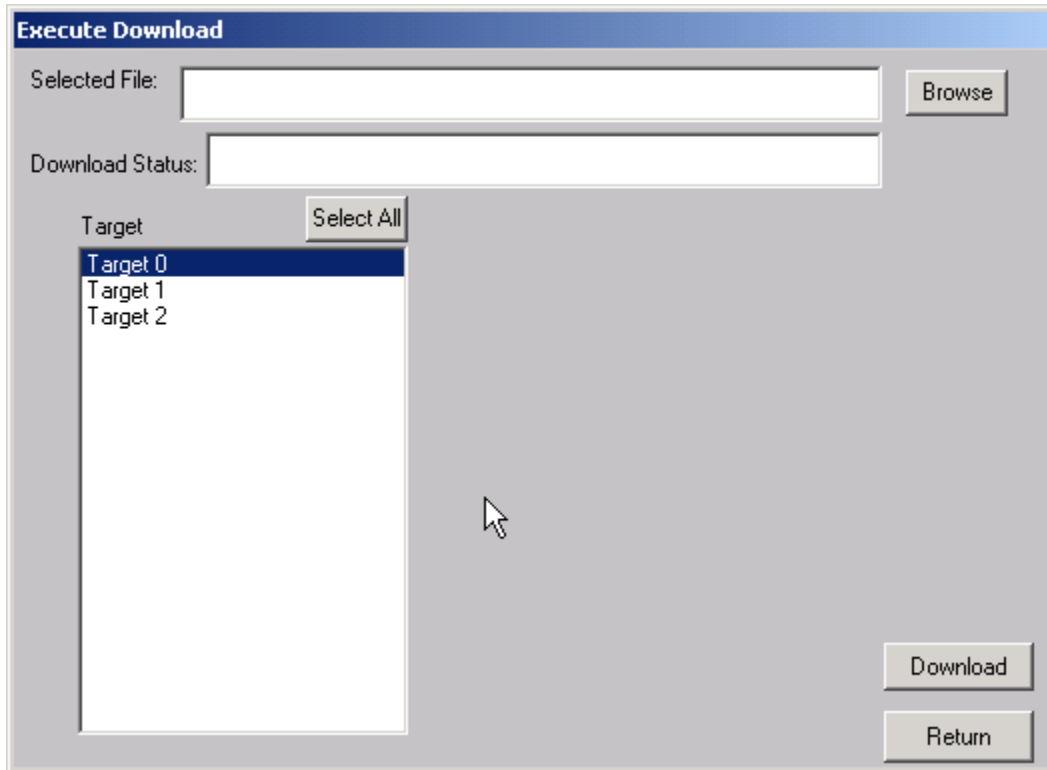 Execute Download
Selected File:
Browse
Download Status:
Target
Select All
Target 0
Target 1
Target 2
Download
Return